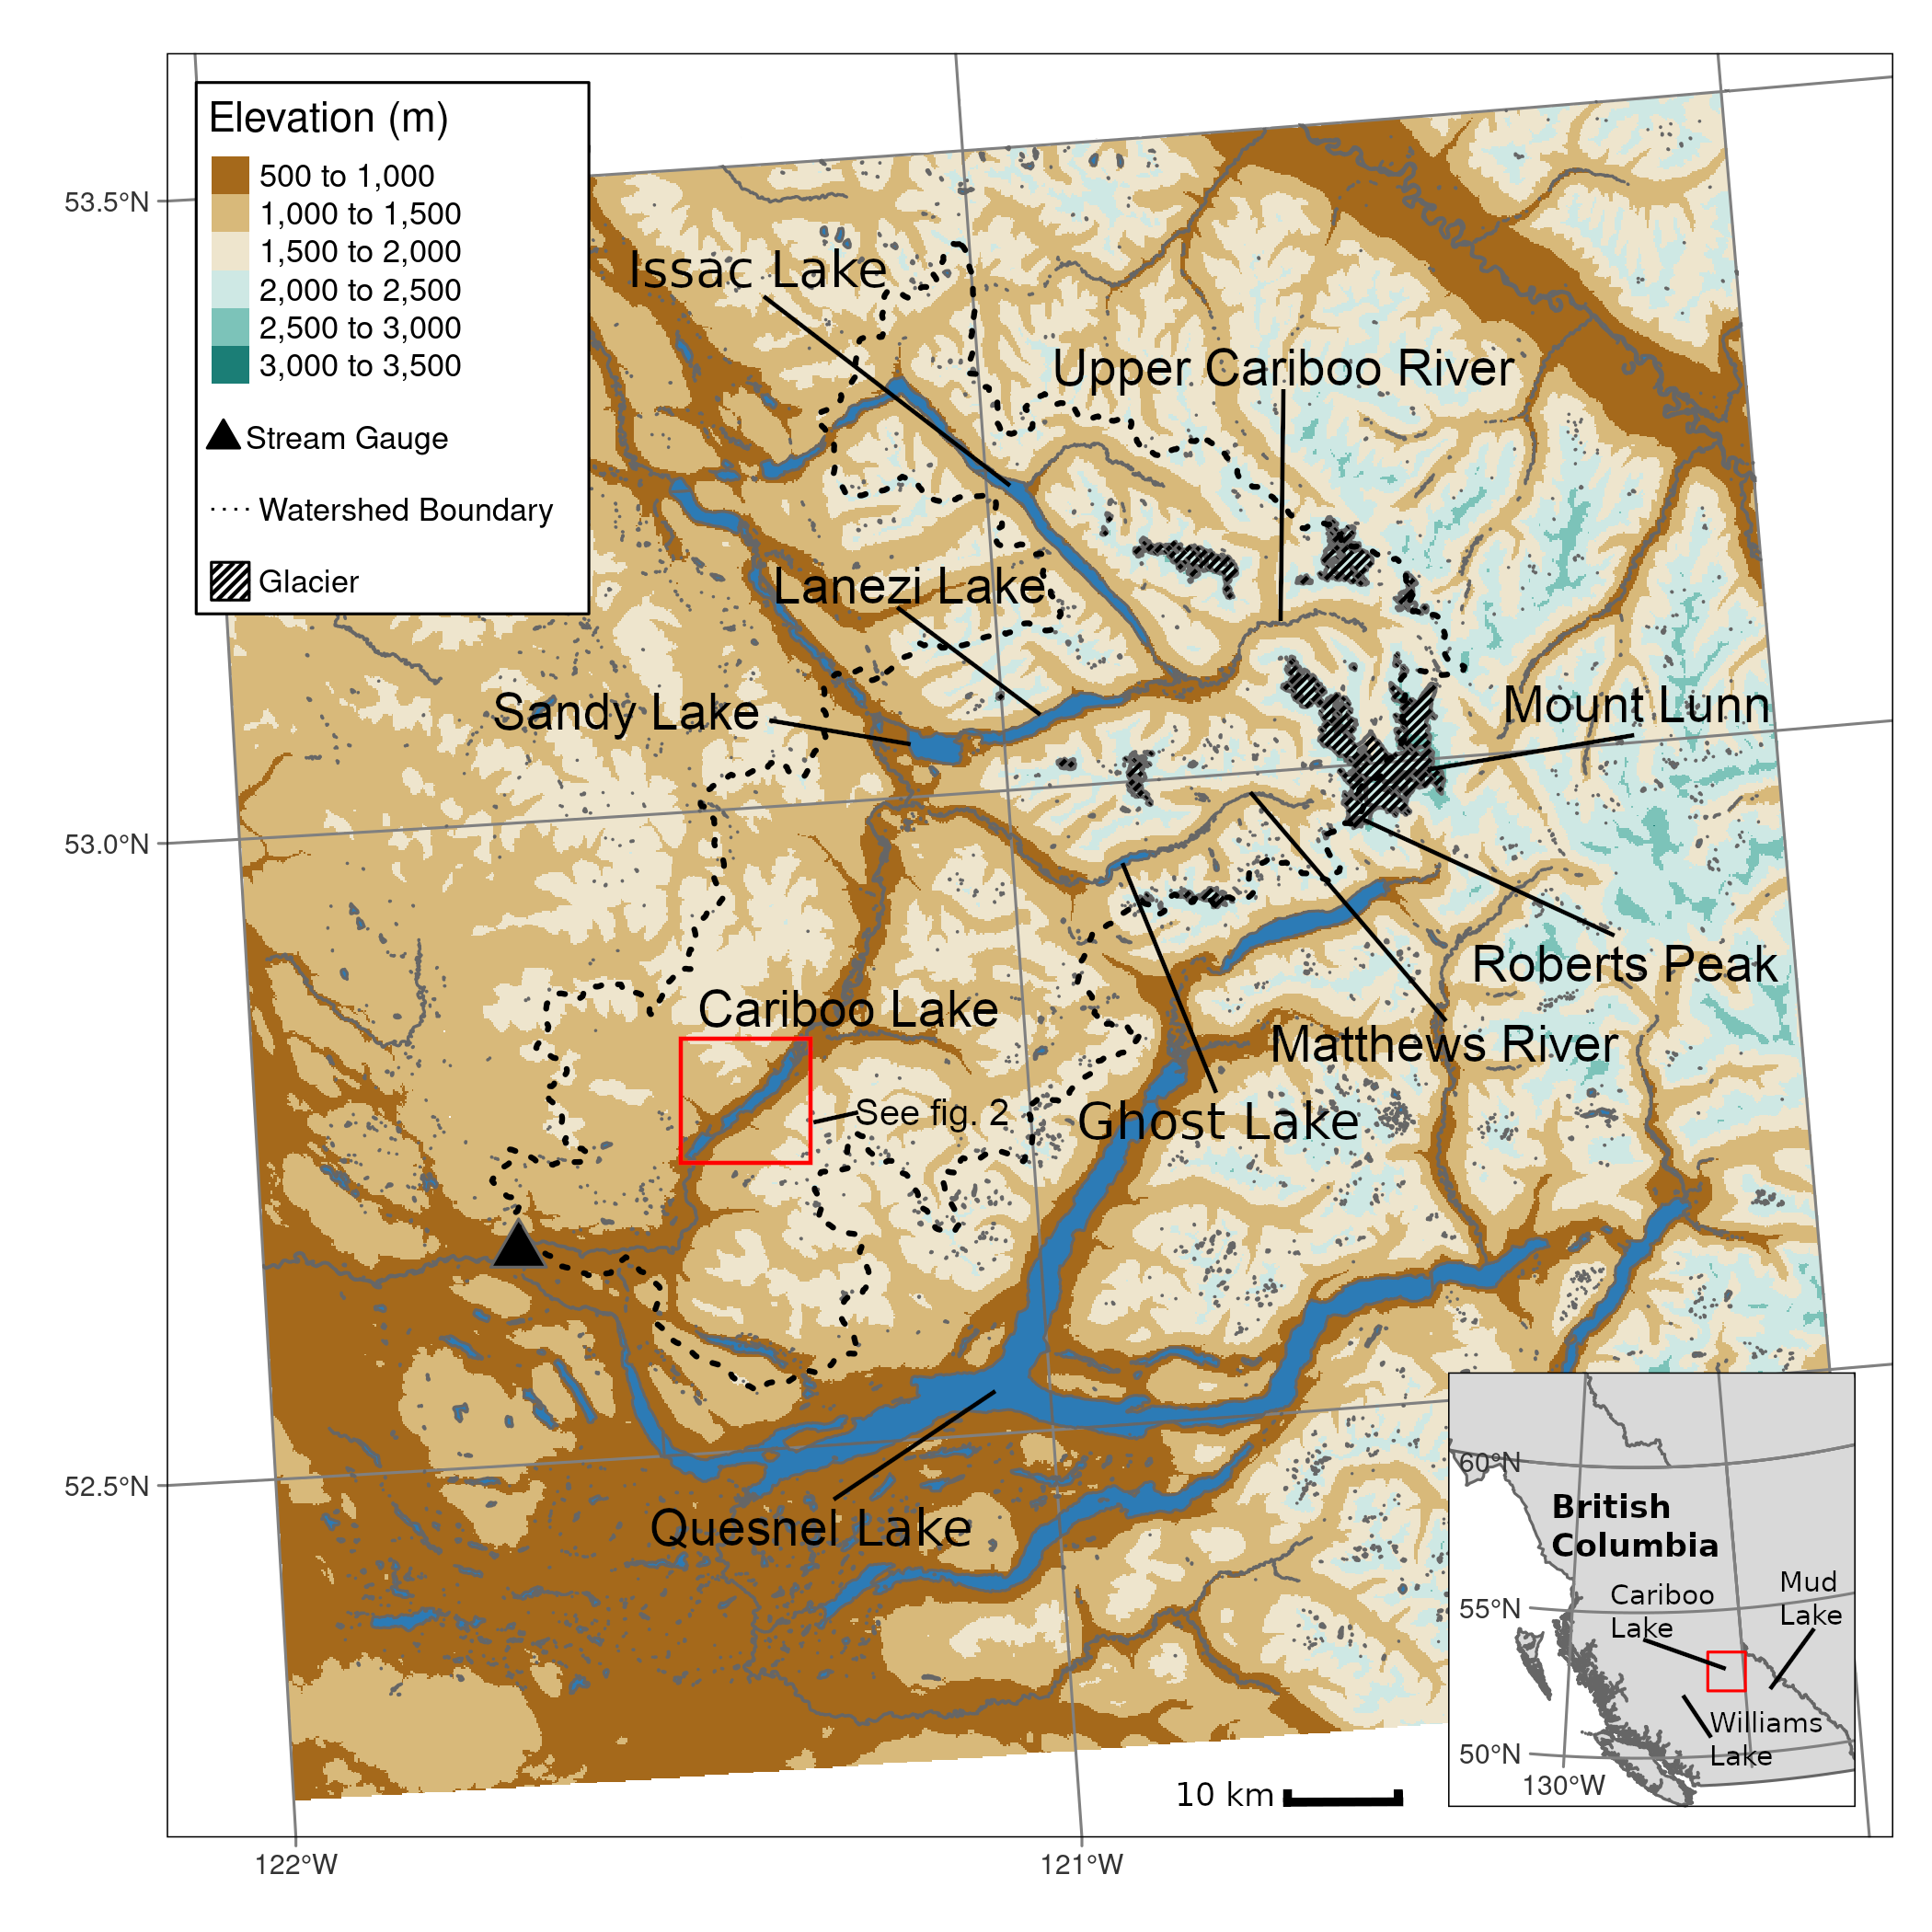 Elevation (m)
500 to 1,000
1,000 to 1,500
1,500 to 2,000
2,000 to 2,500
2,500 to 3,000
3,000 to 3,500
Stream Gauge
Watershed Boundary
Glacier
53.5°N
53.0°N
52.5°N
122°W
121°W
Issac Lake
Upper Cariboo River
Lanezi Lake
Sandy Lake
Mount Lunn
Roberts Peak
Cariboo Lake
Matthews River
See fig. 2
Ghost Lake
Quesnel Lake
10 km
60°N
British
Columbia
Cariboo
Lake
Mud
Lake
55°N
Williams
Lake
50°N
130°W